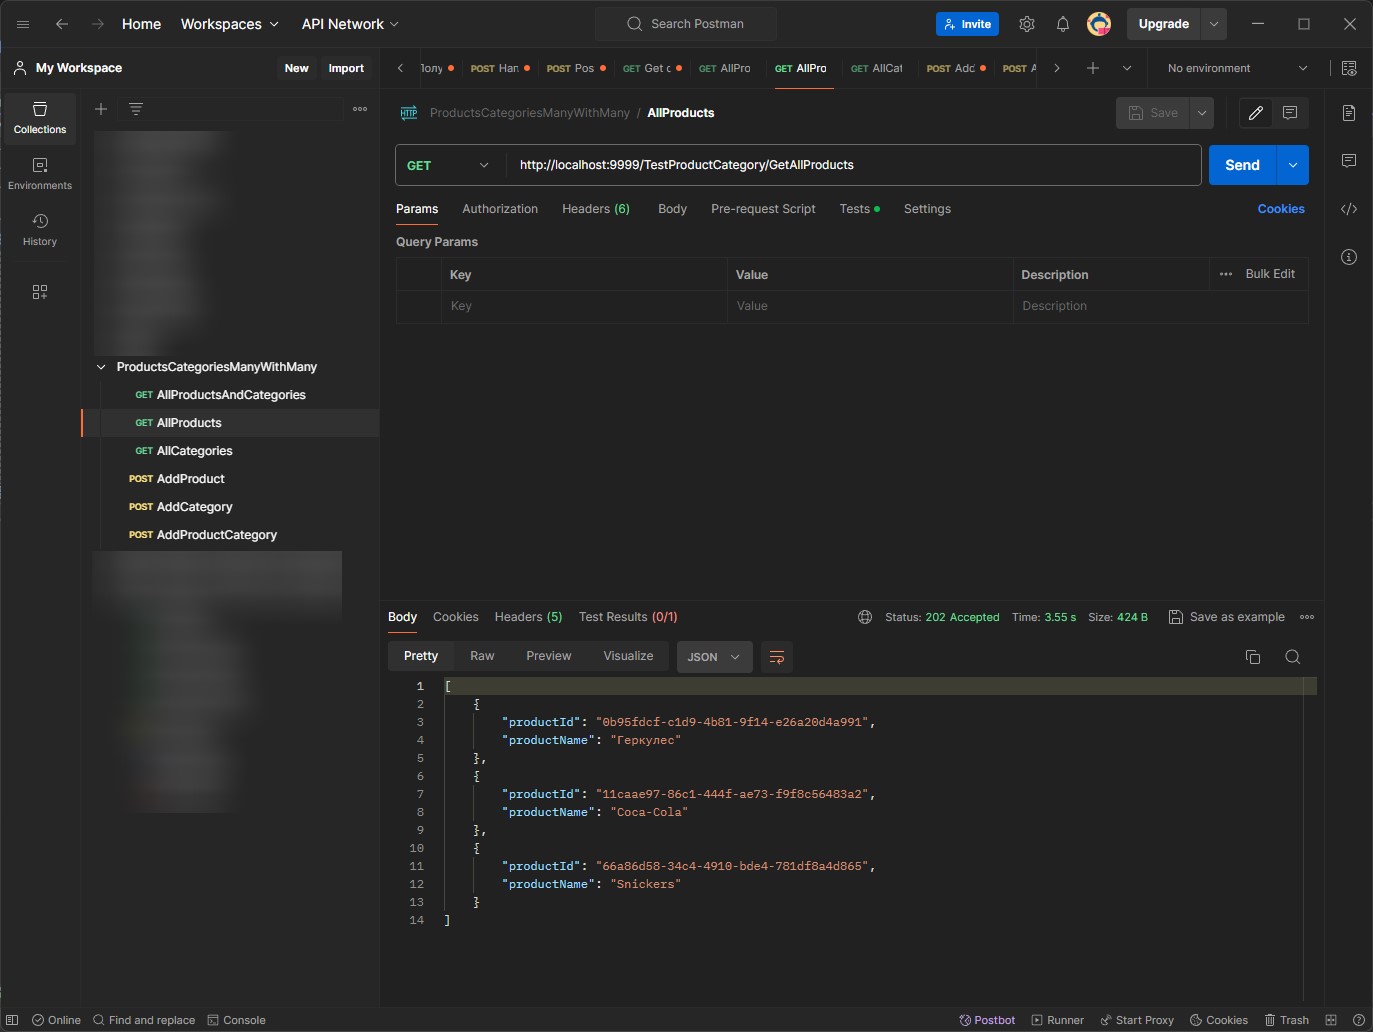 Home Workspaces API Network Search Postman Invite Upgrade
My Workspace New Import POST Han POST Pos GET Get c GET AllPro GET AllPro GET AllCat POST Add POST A No environment
Collections
Environments
History
ProductsCategoriesManyWithMany / AllProducts Save
GET http://localhost:9999/TestProductCategory/GetAllProducts Send
Params Authorization Headers (6) Body Pre-request Script Tests Settings Cookies
Query Params
Key Value Description Bulk Edit
Key Value Description
ProductsCategoriesManyWithMany
GET AllProductsAndCategories
GET AllProducts
GET AllCategories
POST AddProduct
POST AddCategory
POST AddProductCategory
Body Cookies Headers (5) Test Results (0/1) Status: 202 Accepted Time: 3.55 s Size: 424 B Save as example
Pretty Raw Preview Visualize JSON
1 [
2 {
3 "productId": "0b95fdcf-c1d9-4b81-9f14-e26a20d4a991",
4 "productName": "Геркулес"
5 },
6 {
7 "productId": "11caae97-86c1-444f-ae73-f9f8c56483a2",
8 "productName": "Coca-Cola"
9 },
10 {
11 "productId": "66a86d58-34c4-4910-bde4-781df8a4d865",
12 "productName": "Snickers"
13 }
14 ]
Online Find and replace Console Postbot Runner Start Proxy Cookies Trash